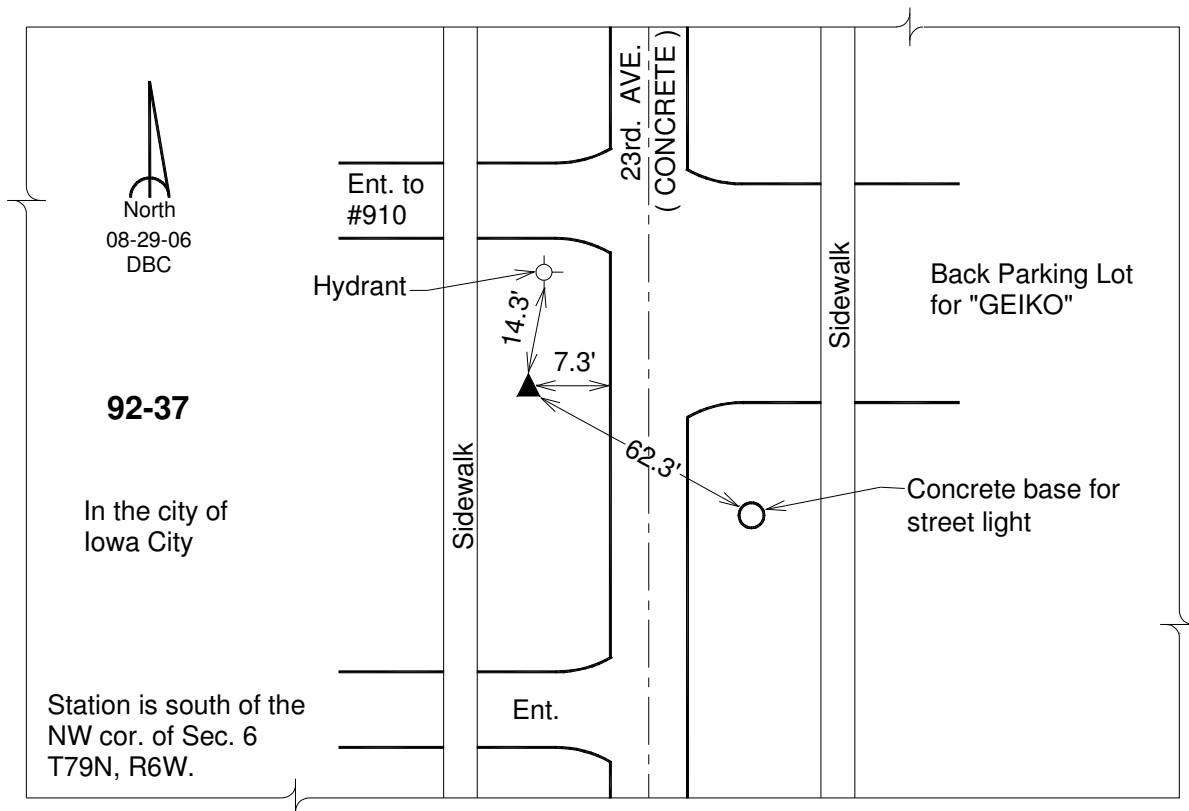 23rd. AVE.
( CONCRETE )
North
08-29-06
DBC
Ent. to
#910
Hydrant
14.3'
7.3'
62.3'
Sidewalk
Sidewalk
Back Parking Lot
for "GEIKO"
92-37
In the city of
Iowa City
Concrete base for
street light
Station is south of the
NW cor. of Sec. 6
T79N, R6W.
Ent.